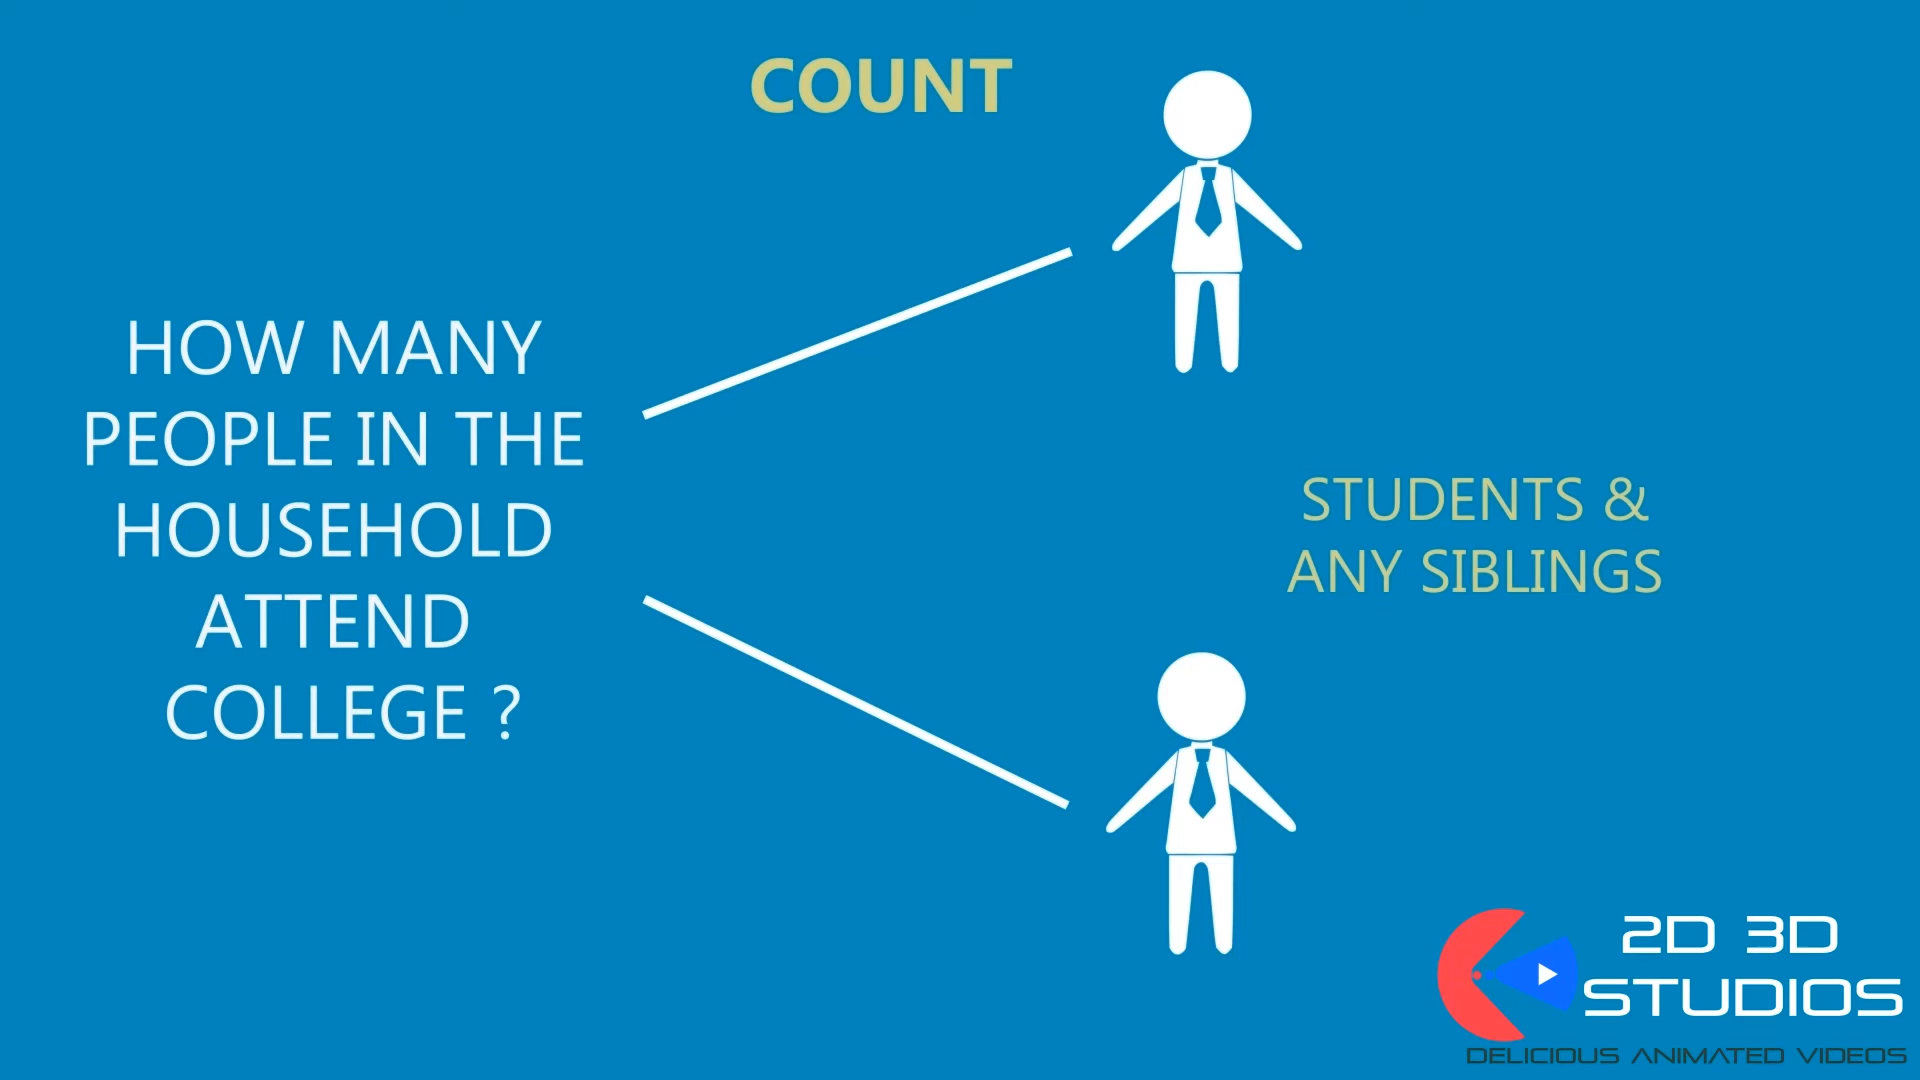 COUNT
HOW MANY
PEOPLE IN THE
HOUSEHOLD
ATTEND
COLLEGE ?
STUDENTS &
ANY SIBLINGS
2D 3D
STUDIOS
DELICIOUS ANIMATED VIDEOS